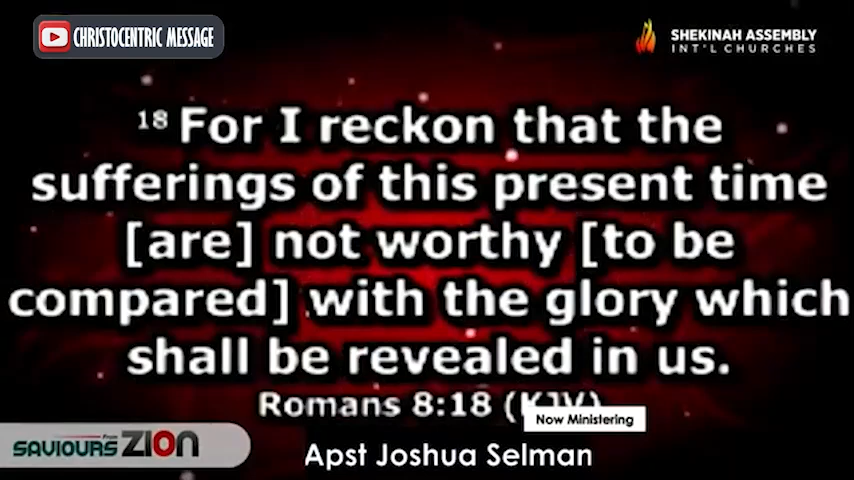 CHRISTOCENTRIC MESSAGE
SHEKINAH ASSEMBLY
INT'L CHURCHES
18 For I reckon that the
sufferings of this present time
[are] not worthy [to be
compared] with the glory which
shall be revealed in us.
Romans 8:18 (KJV)
Now Ministering
From
SAVIOURS ZION
Apst Joshua Selman